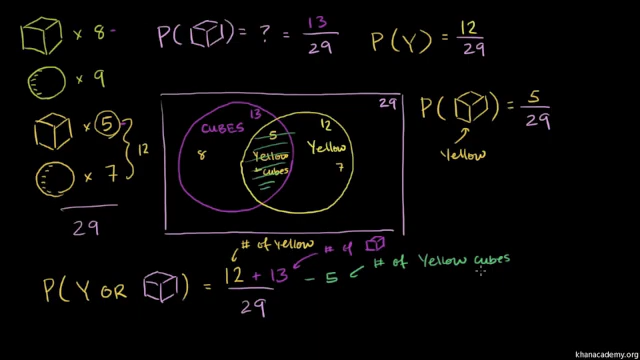 × 8
× 9
× 5
× 7
12
29
P( ) = ? = 13/29
P(Y) = 12/29
P( ) = 5/29
Yellow
29
13
CUBES
8
5
Yellow
cubes
12
Yellow
7
# of Yellow
# of
P(Y OR ) = 12 + 13 - 5
29
# of Yellow cubes
khanacademy.org